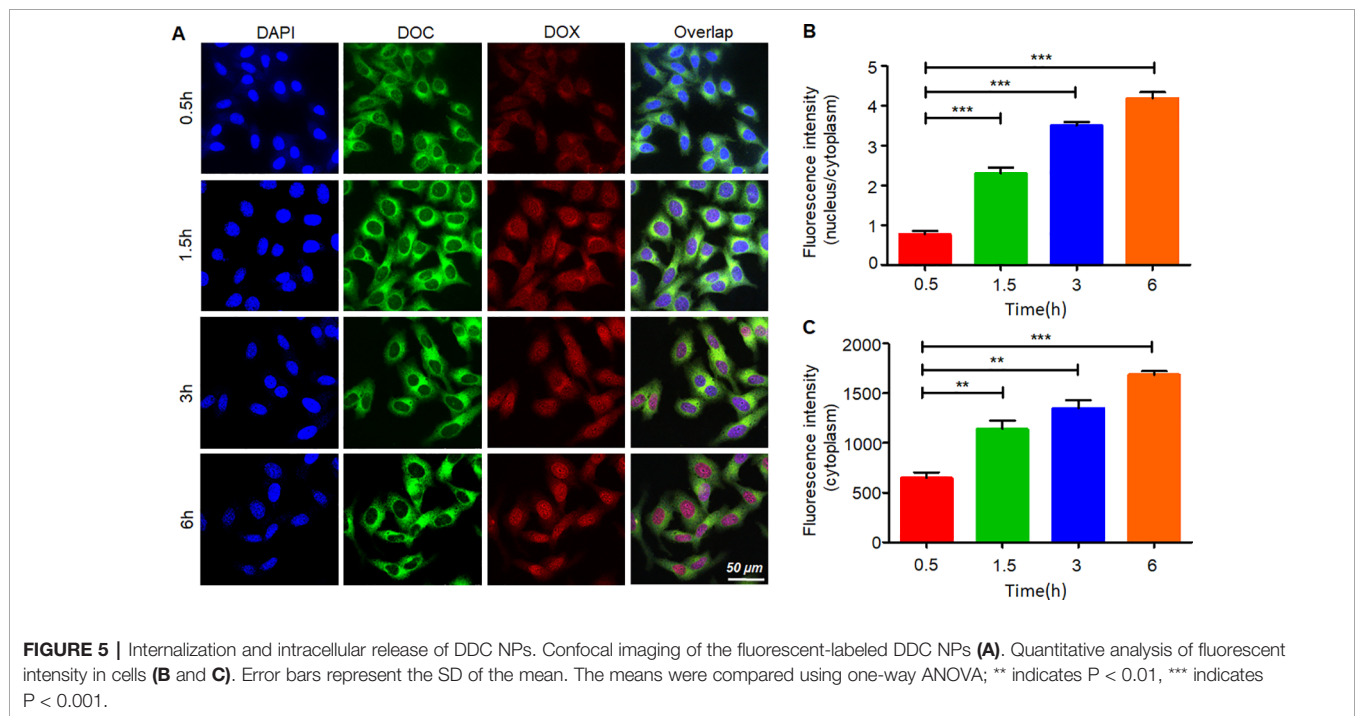 A
DAPI DOC DOX Overlap
0.5h
1.5h
3h
6h
50 µm
B
Fluorescence intensity
(nucleus/cytoplasm)
5
4
3
2
1
0
***
***
***
0.5 1.5 3 6
Time(h)
C
Fluorescence intensity
(cytoplasm)
2000
1500
1000
500
0
***
**
**
0.5 1.5 3 6
Time(h)
FIGURE 5 | Internalization and intracellular release of DDC NPs. Confocal imaging of the fluorescent-labeled DDC NPs (A). Quantitative analysis of fluorescent
intensity in cells (B and C). Error bars represent the SD of the mean. The means were compared using one-way ANOVA; ** indicates P < 0.01, *** indicates
P < 0.001.